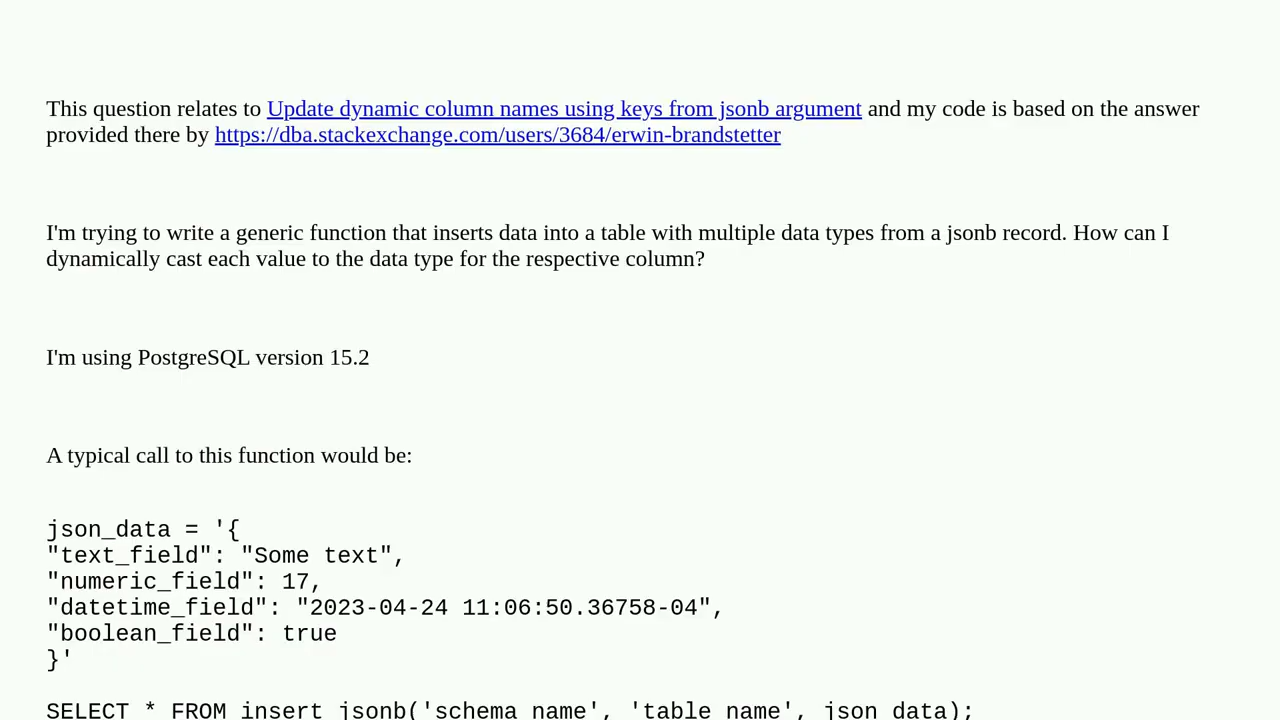 This question relates to Update dynamic column names using keys from jsonb argument and my code is based on the answer
provided there by https://dba.stackexchange.com/users/3684/erwin-brandstetter
I'm trying to write a generic function that inserts data into a table with multiple data types from a jsonb record. How can I
dynamically cast each value to the data type for the respective column?
I'm using PostgreSQL version 15.2
A typical call to this function would be:
json_data = '{
"text_field": "Some text",
"numeric_field": 17,
"datetime_field": "2023-04-24 11:06:50.36758-04",
"boolean_field": true
}'
SELECT * FROM insert_jsonb('schema_name', 'table_name', json_data);